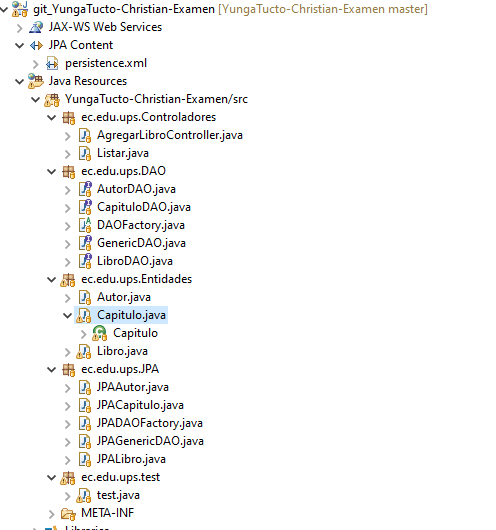 git_YungaTucto-Christian-Examen [YungaTucto-Christian-Examen master]
JAX-WS Web Services
JPA Content
persistence.xml
Java Resources
YungaTucto-Christian-Examen/src
ec.edu.ups.Controladores
AgregarLibroController.java
Listar.java
ec.edu.ups.DAO
AutorDAO.java
CapituloDAO.java
DAOFactory.java
GenericDAO.java
LibroDAO.java
ec.edu.ups.Entidades
Autor.java
Capitulo.java
Capitulo
Libro.java
ec.edu.ups.JPA
JPAAutor.java
JPACapitulo.java
JPADAOFactory.java
JPAGenericDAO.java
JPALibro.java
ec.edu.ups.test
test.java
META-INF
Libraries